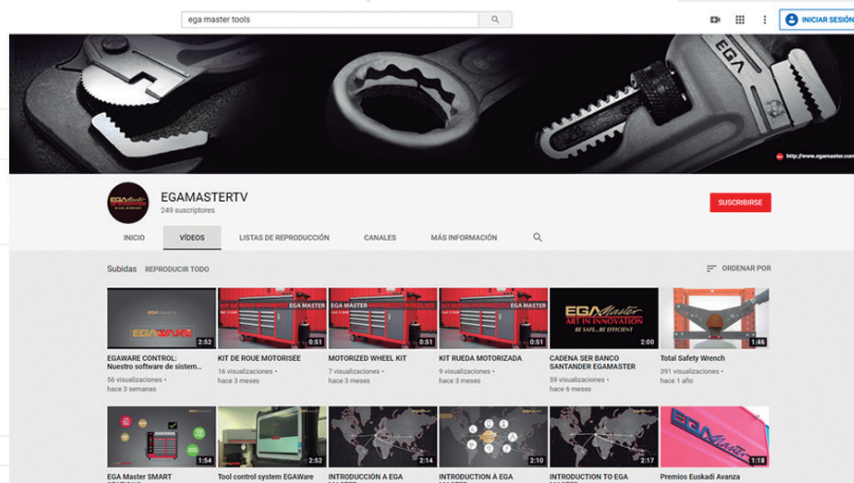 ega master tools
INICIAR SESIÓN
EGA
http://www.egamaster.com
EGAMASTERTV
249 suscriptores
SUSCRIBIRSE
INICIO VÍDEOS LISTAS DE REPRODUCCIÓN CANALES MÁS INFORMACIÓN
Subidas REPRODUCIR TODO
ORDENAR POR
EGAWARE
2:52
EGA MASTER
0:51
EGA MASTER
0:51
EGA MASTER
0:51
EGAMaster
ART IN INNOVATION
BE SAFE...BE EFFICIENT
2:00
1:46
EGAWARE CONTROL:
Nuestro software de sistem...
56 visualizaciones •
hace 3 semanas
KIT DE ROUE MOTORISÉE
16 visualizaciones •
hace 3 meses
MOTORIZED WHEEL KIT
7 visualizaciones •
hace 3 meses
KIT RUEDA MOTORIZADA
9 visualizaciones •
hace 3 meses
CADENA SER BANCO
SANTANDER EGAMASTER
59 visualizaciones •
hace 6 meses
Total Safety Wrench
391 visualizaciones •
hace 1 año
1:54
2:52
2:14
2:10
2:17
EGAMaster
1:18
EGA Master SMART
Tool control system EGAWare
INTRODUCCIÓN A EGA
INTRODUCTION À EGA
INTRODUCTION TO EGA
Premios Euskadi Avanza